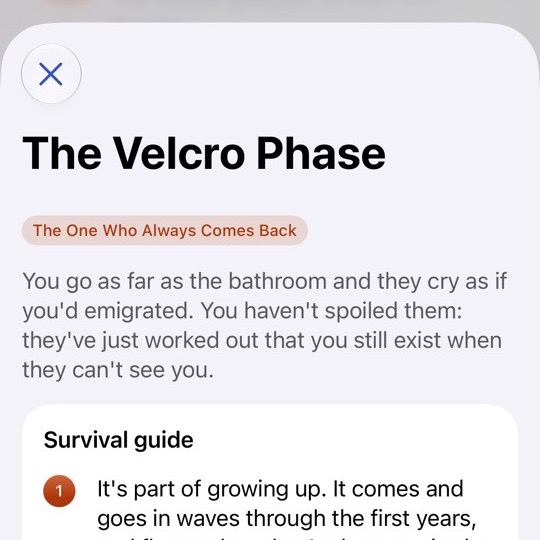 The Velcro Phase
The One Who Always Comes Back
You go as far as the bathroom and they cry as if
you'd emigrated. You haven't spoiled them:
they've just worked out that you still exist when
they can't see you.
Survival guide
1 It's part of growing up. It comes and
goes in waves through the first years,